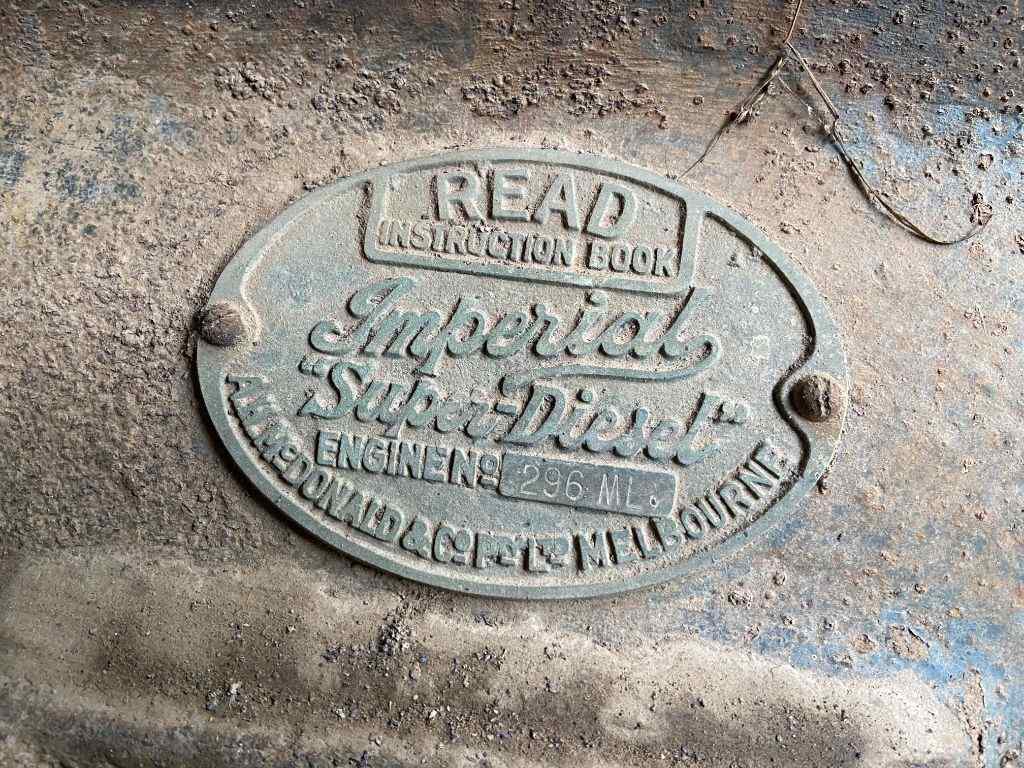 READ
INSTRUCTION BOOK
Imperial
"Super-Diesel"
ENGINE No 296 ML.
A.H. McDONALD & Co Pty Ltd MELBOURNE